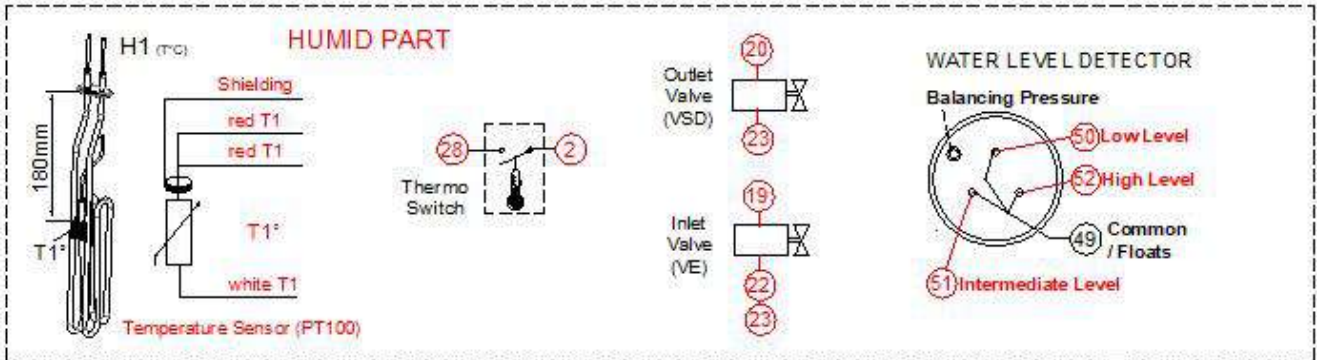 HUMID PART
H1 (T°C)
180mm
T1°
Shielding
red T1
red T1
T1°
white T1
Temperature Sensor (PT100)
28
2
Thermo
Switch
20
Outlet
Valve
(VSD)
23
19
Inlet
Valve
(VE)
22
23
WATER LEVEL DETECTOR
Balancing Pressure
50 Low Level
52 High Level
49 Common
/ Floats
51 Intermediate Level